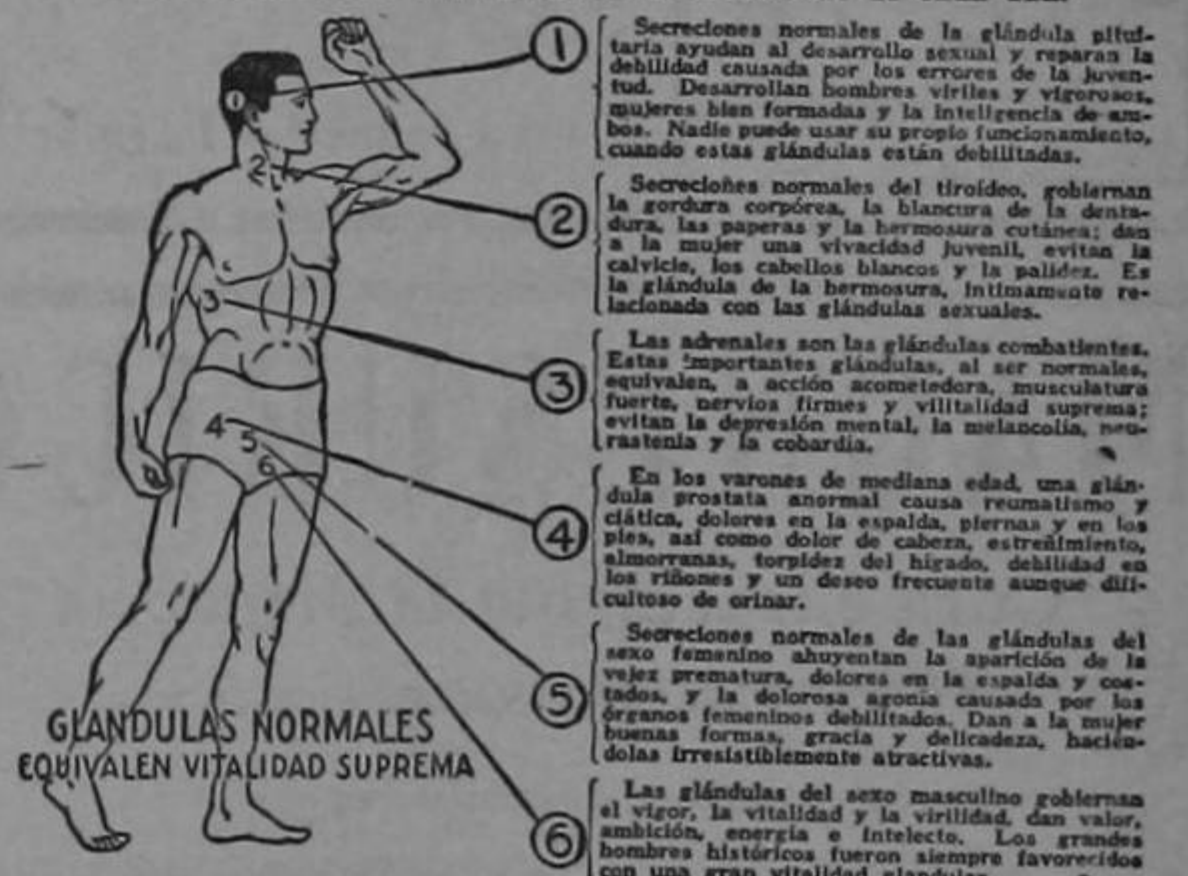 1
Secreciones normales de la glándula pitui-
taria ayudan al desarrollo sexual y reparan la
debilidad causada por los errores de la juven-
tud. Desarrollan hombres viriles y vigorosos,
mujeres bien formadas y la inteligencia de am-
bos. Nadie puede usar su propio funcionamiento,
cuando estas glándulas están debilitadas.
2
Secreciones normales del tiroídeo, gobiernan
la gordura corpórea, la blancura de la denta-
dura, las paperas y la hermosura cutánea; dan
a la mujer una vivacidad juvenil, evitan la
calvicie, los cabellos blancos y la palidez. Es
la glándula de la hermosura, íntimamente re-
lacionada con las glándulas sexuales.
3
Las adrenales son las glándulas combatientes.
Estas importantes glándulas, al ser normales,
equivalen, a acción acometedora, musculatura
fuerte, nervios firmes y vilitalidad suprema;
evitan la depresión mental, la melancolía, neu-
rastenia y la cobardía.
4
En los varones de mediana edad, una glán-
dula prostata anormal causa reumatismo y
ciática, dolores en la espalda, piernas y en los
pies, así como dolor de cabeza, estreñimiento,
almorranas, torpidez del hígado, debilidad en
los riñones y un deseo frecuente aunque difi-
cultoso de orinar.
5
Secreciones normales de las glándulas del
sexo femenino ahuyentan la aparición de la
vejez prematura, dolores en la espalda y cos-
tados, y la dolorosa agonía causada por los
órganos femeninos debilitados. Dan a la mujer
buenas formas, gracia y delicadeza, hacién-
dolas irresistiblemente atractivas.
6
Las glándulas del sexo masculino gobiernan
el vigor, la vitalidad y la virilidad, dan valor,
ambición, energía e intelecto. Los grandes
hombres históricos fueron siempre favorecidos
con una gran vitalidad glandular
1
2
3
4
5
6
GLANDULAS NORMALES
EQUIVALEN VITALIDAD SUPREMA